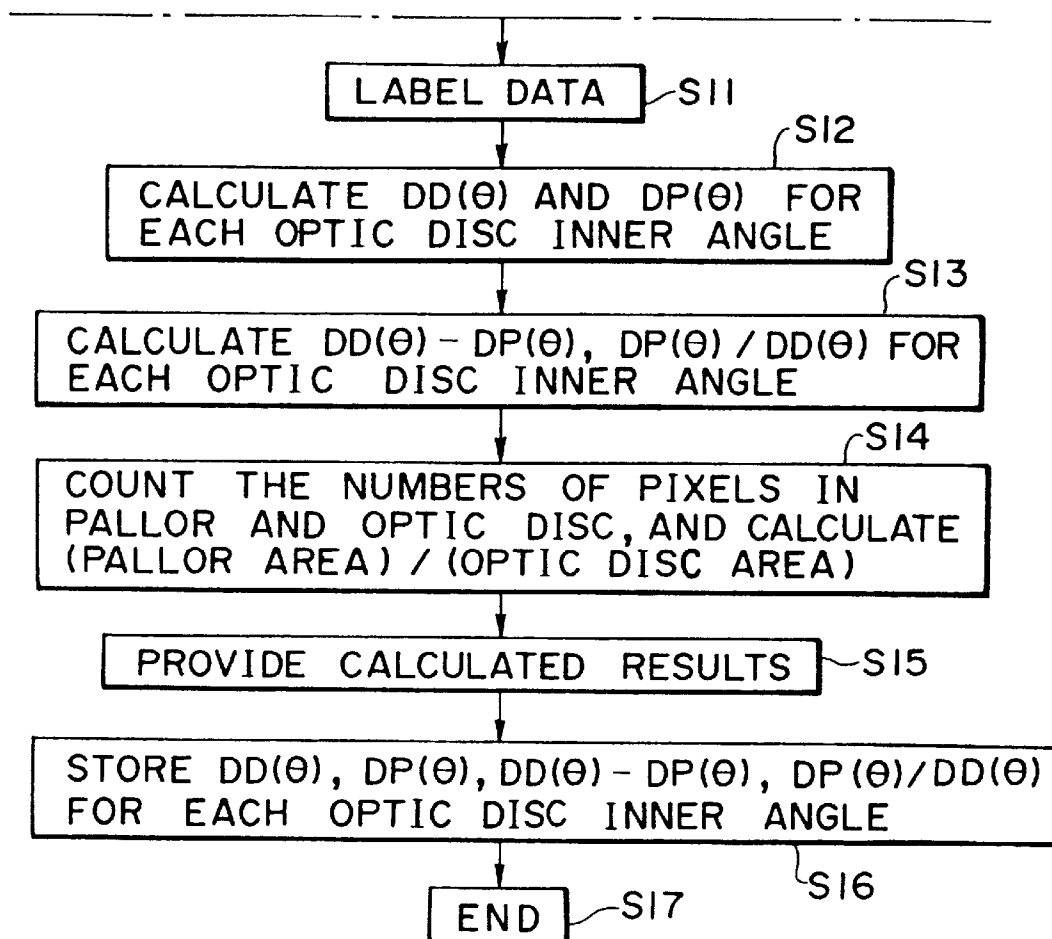 LABEL DATA
S11
S12
CALCULATE DD(θ) AND DP(θ) FOR
EACH OPTIC DISC INNER ANGLE
S13
CALCULATE DD(θ) - DP(θ), DP(θ) / DD(θ) FOR
EACH OPTIC DISC INNER ANGLE
S14
COUNT THE NUMBERS OF PIXELS IN
PALLOR AND OPTIC DISC, AND CALCULATE
(PALLOR AREA) / (OPTIC DISC AREA)
PROVIDE CALCULATED RESULTS
S15
STORE DD(θ), DP(θ), DD(θ) - DP(θ), DP(θ)/DD(θ)
FOR EACH OPTIC DISC INNER ANGLE
S16
END
S17